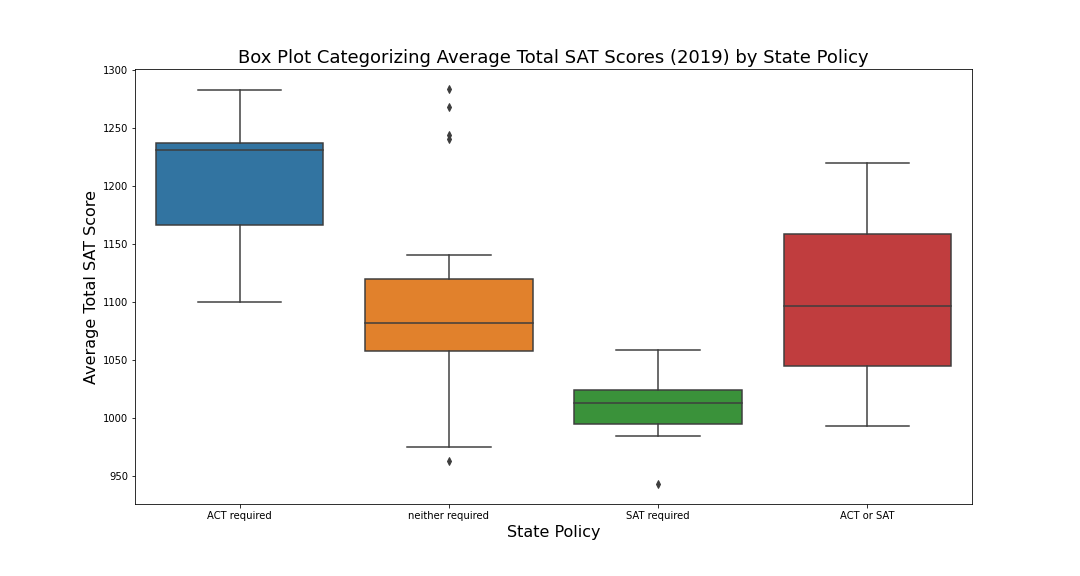 Box Plot Categorizing Average Total SAT Scores (2019) by State Policy
Average Total SAT Score
1300
1250
1200
1150
1100
1050
1000
950
ACT required
neither required
SAT required
ACT or SAT
State Policy